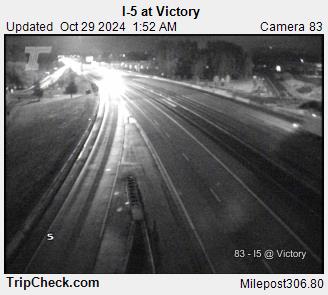 I-5 at Victory
Updated Oct 29 2024 1:52 AM Camera 83
T
S
83 - I5 @ Victory
TripCheck.com Milepost306.80